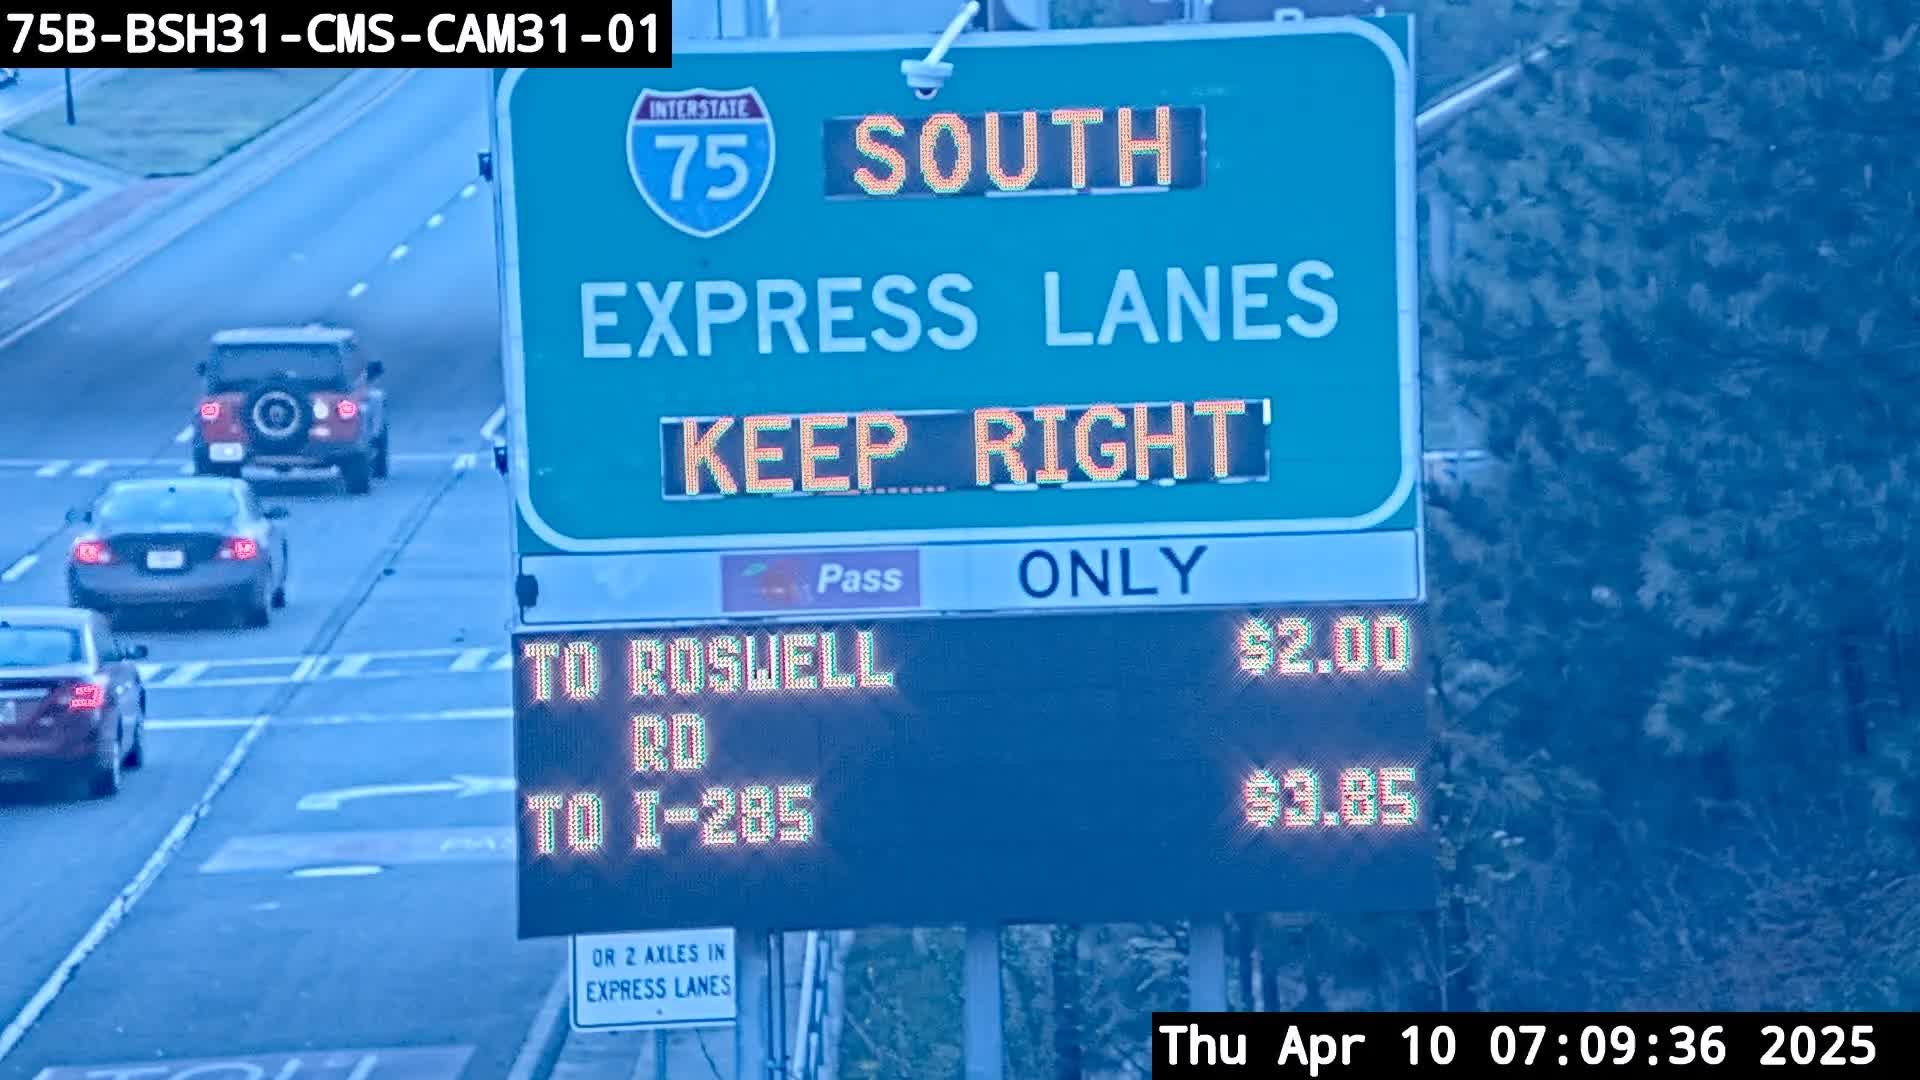 75B-BSH31-CMS-CAM31-01
INTERSTATE
75
SOUTH
EXPRESS LANES
KEEP RIGHT
Pass
ONLY
TO ROSWELL $2.00
RD
TO I-285 $3.85
OR 2 AXLES IN
EXPRESS LANES
Thu Apr 10 07:09:36 2025